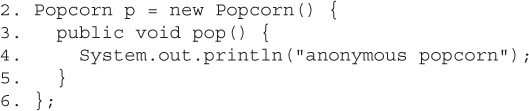 2. Popcorn p = new Popcorn() {
3.   public void pop() {
4.     System.out.println("anonymous popcorn");
5.   }
6. };